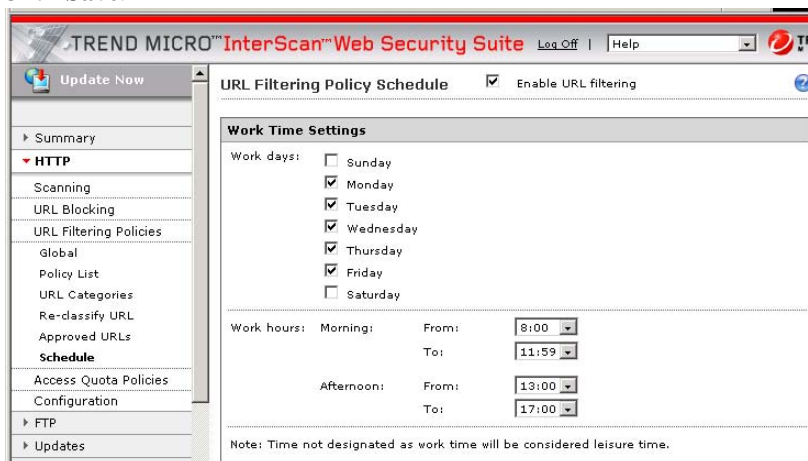 TREND MICRO™ InterScan™ Web Security Suite Log Off | Help
Update Now
Summary
HTTP
Scanning
URL Blocking
URL Filtering Policies
Global
Policy List
URL Categories
Re-classify URL
Approved URLs
Schedule
Access Quota Policies
Configuration
FTP
Updates
URL Filtering Policy Schedule Enable URL filtering
Work Time Settings
Work days: Sunday
Monday
Tuesday
Wednesday
Thursday
Friday
Saturday
Work hours: Morning: From: 8:00
To: 11:59
Afternoon: From: 13:00
To: 17:00
Note: Time not designated as work time will be considered leisure time.